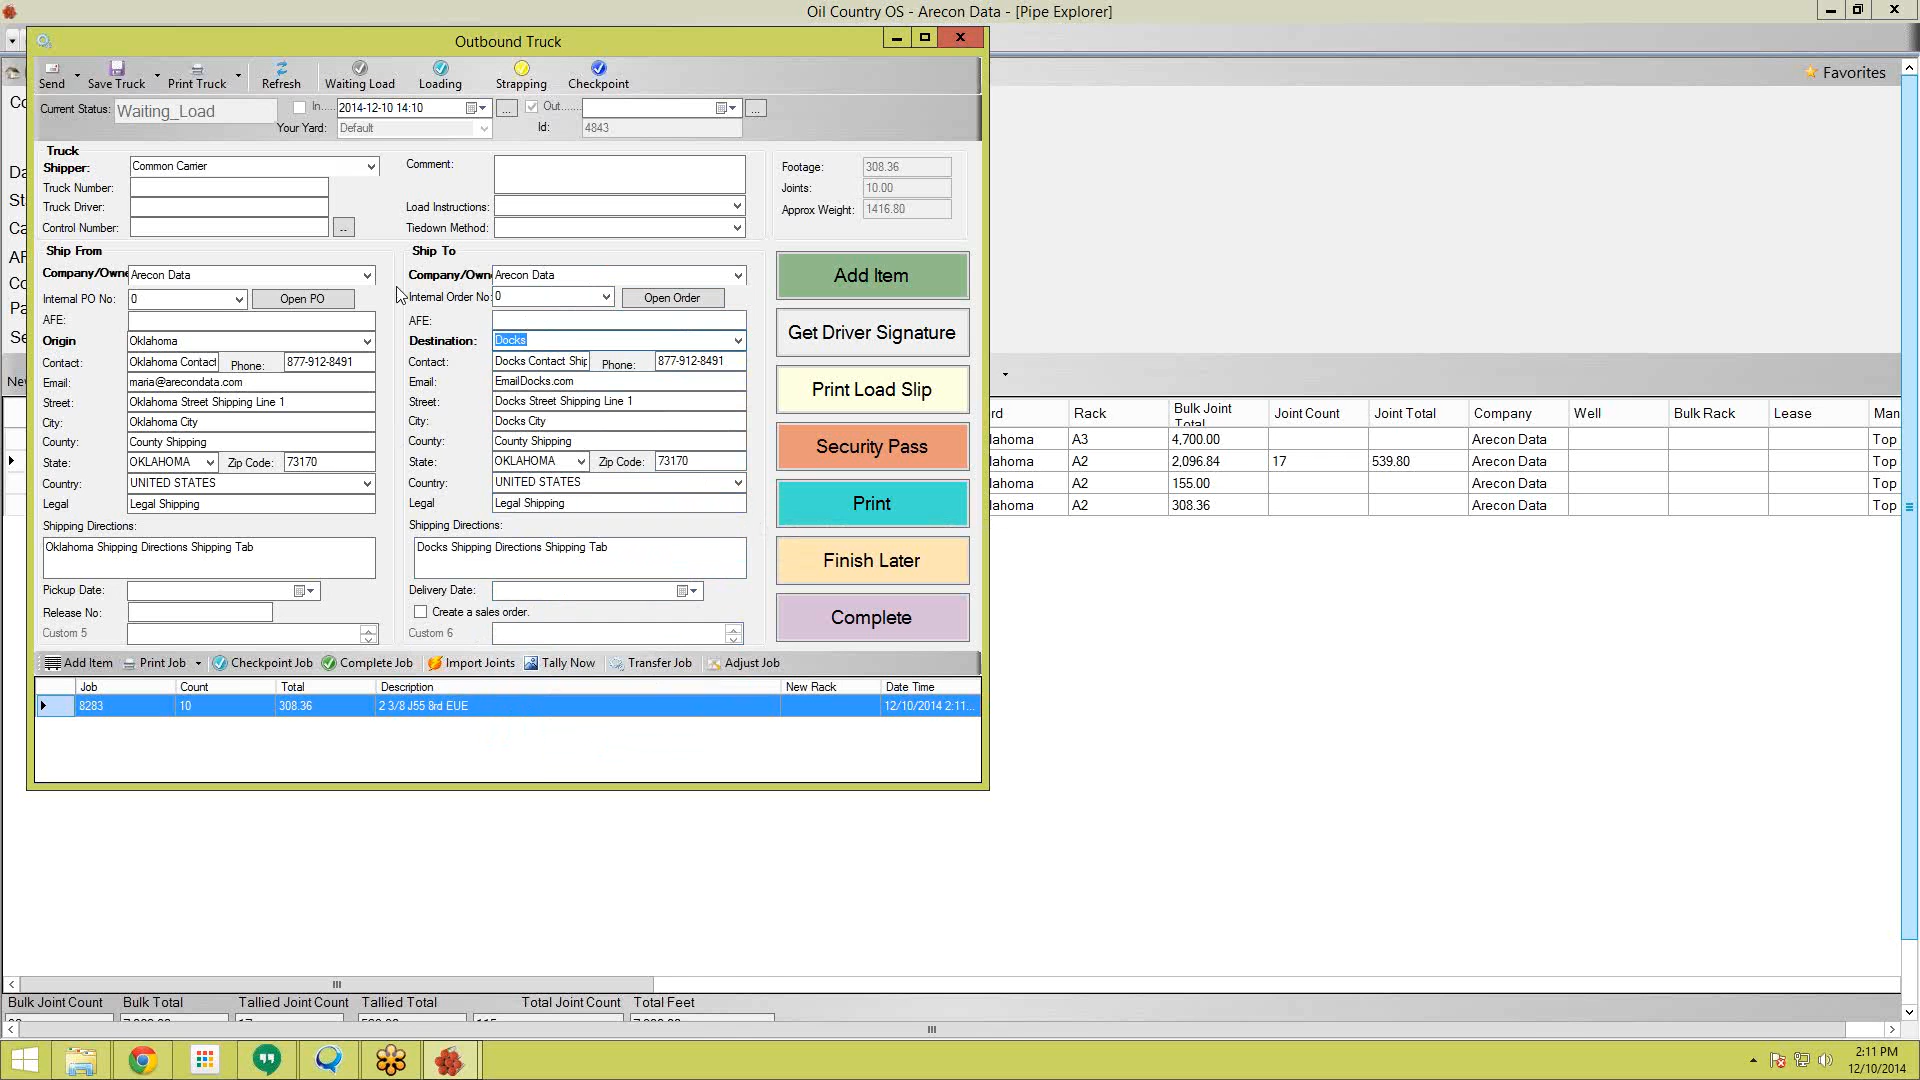 Oil Country OS - Arecon Data - [Pipe Explorer]
Outbound Truck
Send Save Truck Print Truck Refresh Waiting Load Loading Strapping Checkpoint
Favorites
Current Status: Waiting_Load In.... 2014-12-10 14:10 ... Out....... ...
Your Yard: Default Id: 4843
Truck
Shipper: Common Carrier
Truck Number:
Truck Driver:
Control Number: ..
Comment:
Load Instructions:
Tiedown Method:
Footage: 308.36
Joints: 10.00
Approx Weight: 1416.80
Ship From
Company/Owne Arecon Data
Internal PO No: 0 Open PO
AFE:
Origin Oklahoma
Contact: Oklahoma Contact Phone: 877-912-8491
Email: maria@arecondata.com
Street: Oklahoma Street Shipping Line 1
City: Oklahoma City
County: County Shipping
State: OKLAHOMA Zip Code: 73170
Country: UNITED STATES
Legal Legal Shipping
Shipping Directions:
Oklahoma Shipping Directions Shipping Tab
Pickup Date:
Release No:
Custom 5
Ship To
Company/Owne Arecon Data
Internal Order No: 0 Open Order
AFE:
Destination: Docks
Contact: Docks Contact Ship Phone: 877-912-8491
Email: EmailDocks.com
Street: Docks Street Shipping Line 1
City: Docks City
County: County Shipping
State: OKLAHOMA Zip Code: 73170
Country: UNITED STATES
Legal Legal Shipping
Shipping Directions:
Docks Shipping Directions Shipping Tab
Delivery Date:
Create a sales order.
Custom 6
Add Item
Get Driver Signature
Print Load Slip
Security Pass
Print
Finish Later
Complete
Add Item Print Job Checkpoint Job Complete Job Import Joints Tally Now Transfer Job Adjust Job
Job Count Total Description New Rack Date Time
8283 10 308.36 2 3/8 J55 8rd EUE 12/10/2014 2:11...
Co
Da
St
Ca
AF
Co
Pa
Se
Ne
rd Rack Bulk Joint Total Joint Count Joint Total Company Well Bulk Rack Lease Man
lahoma A3 4,700.00 Arecon Data Top
lahoma A2 2,096.84 17 539.80 Arecon Data Top
lahoma A2 155.00 Arecon Data Top
lahoma A2 308.36 Arecon Data Top
Bulk Joint Count Bulk Total Tallied Joint Count Tallied Total Total Joint Count Total Feet
2:11 PM
12/10/2014